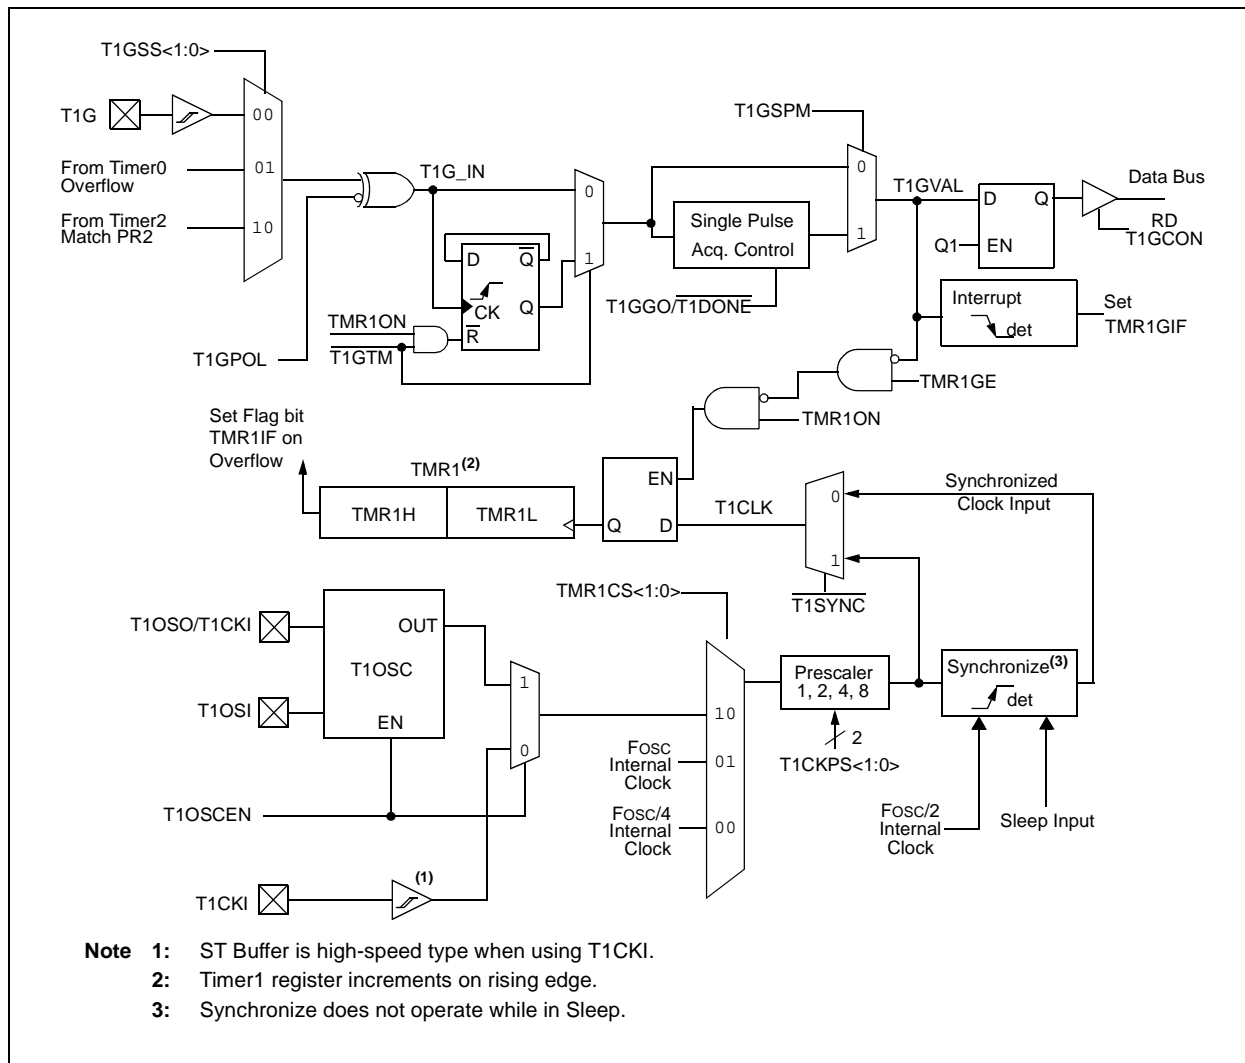 T1GSS<1:0>
T1G
00
From Timer0
Overflow
01
From Timer2
Match PR2
10
T1G_IN
T1GPOL
D
Q
CK
Q
R
TMR1ON
T1GTM
0
1
Single Pulse
Acq. Control
T1GGO/T1DONE
T1GSPM
0
1
T1GVAL
D
Q
Q1
EN
Data Bus
RD
T1GCON
Interrupt
det
Set
TMR1GIF
TMR1GE
TMR1ON
Set Flag bit
TMR1IF on
Overflow
TMR1(2)
TMR1H
TMR1L
EN
Q
D
T1CLK
0
1
T1SYNC
Synchronized
Clock Input
TMR1CS<1:0>
T1OSO/T1CKI
OUT
T1OSC
T1OSI
EN
1
0
T1OSCEN
T1CKI
(1)
10
FOSC
Internal
Clock
01
FOSC/4
Internal
Clock
00
Prescaler
1, 2, 4, 8
2
T1CKPS<1:0>
Synchronize(3)
det
FOSC/2
Internal
Clock
Sleep Input
Note 1: ST Buffer is high-speed type when using T1CKI.
2: Timer1 register increments on rising edge.
3: Synchronize does not operate while in Sleep.